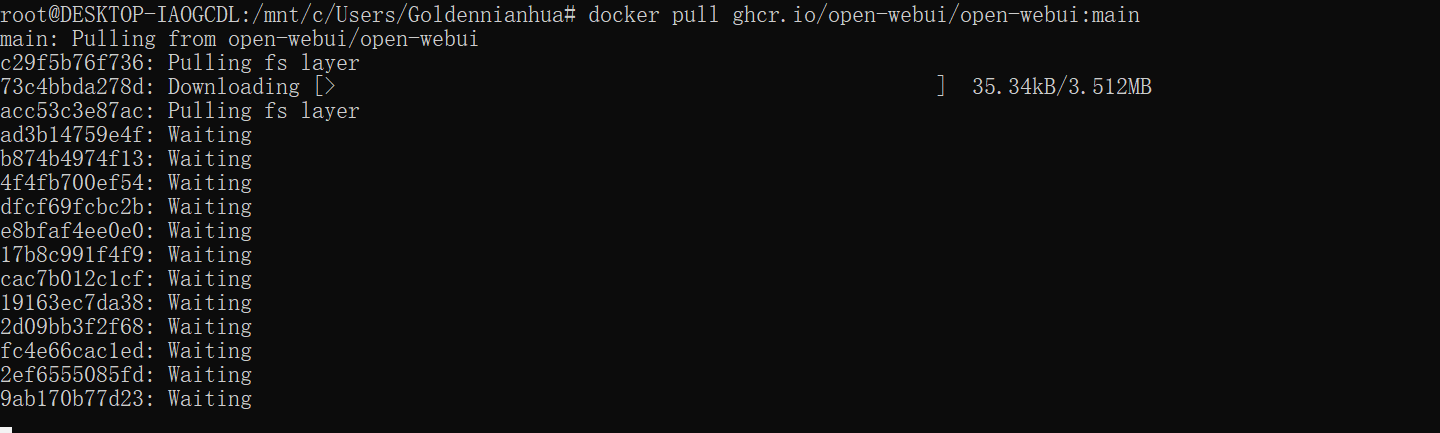 root@DESKTOP-IAOGCDL:/mnt/c/Users/Goldennianhua# docker pull ghcr.io/open-webui/open-webui:main
main: Pulling from open-webui/open-webui
c29f5b76f736: Pulling fs layer
73c4bbda278d: Downloading [> ] 35.34kB/3.512MB
acc53c3e87ac: Pulling fs layer
ad3b14759e4f: Waiting
b874b4974f13: Waiting
4f4fb700ef54: Waiting
dfcf69fcbc2b: Waiting
e8bfaf4ee0e0: Waiting
17b8c991f4f9: Waiting
cac7b012c1cf: Waiting
19163ec7da38: Waiting
2d09bb3f2f68: Waiting
fc4e66cac1ed: Waiting
2ef6555085fd: Waiting
9ab170b77d23: Waiting